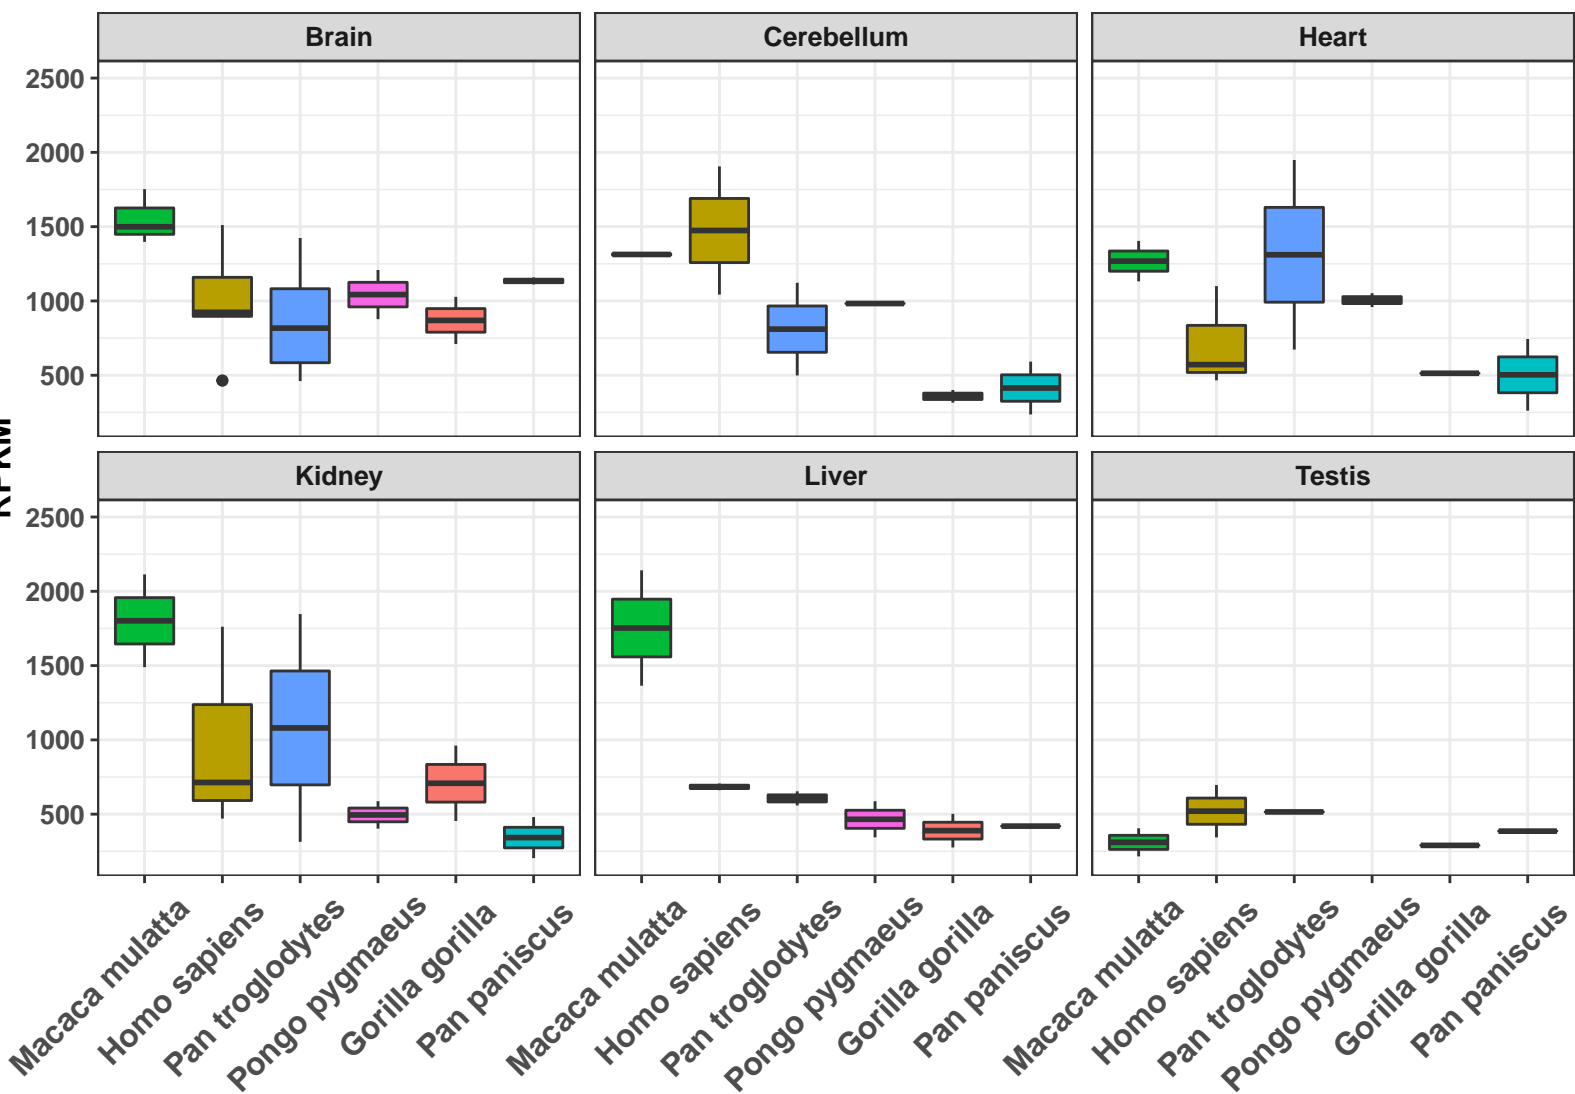 Brain Cerebellum Heart
2500
2000
1500
1000
500
Kidney Liver Testis
2500
2000
1500
1000
500
Macaca mulatta
Homo sapiens
Pan troglodytes
Pongo pygmaeus
Gorilla gorilla
Pan paniscus
Macaca mulatta
Homo sapiens
Pan troglodytes
Pongo pygmaeus
Gorilla gorilla
Pan paniscus
Macaca mulatta
Homo sapiens
Pan troglodytes
Pongo pygmaeus
Gorilla gorilla
Pan paniscus